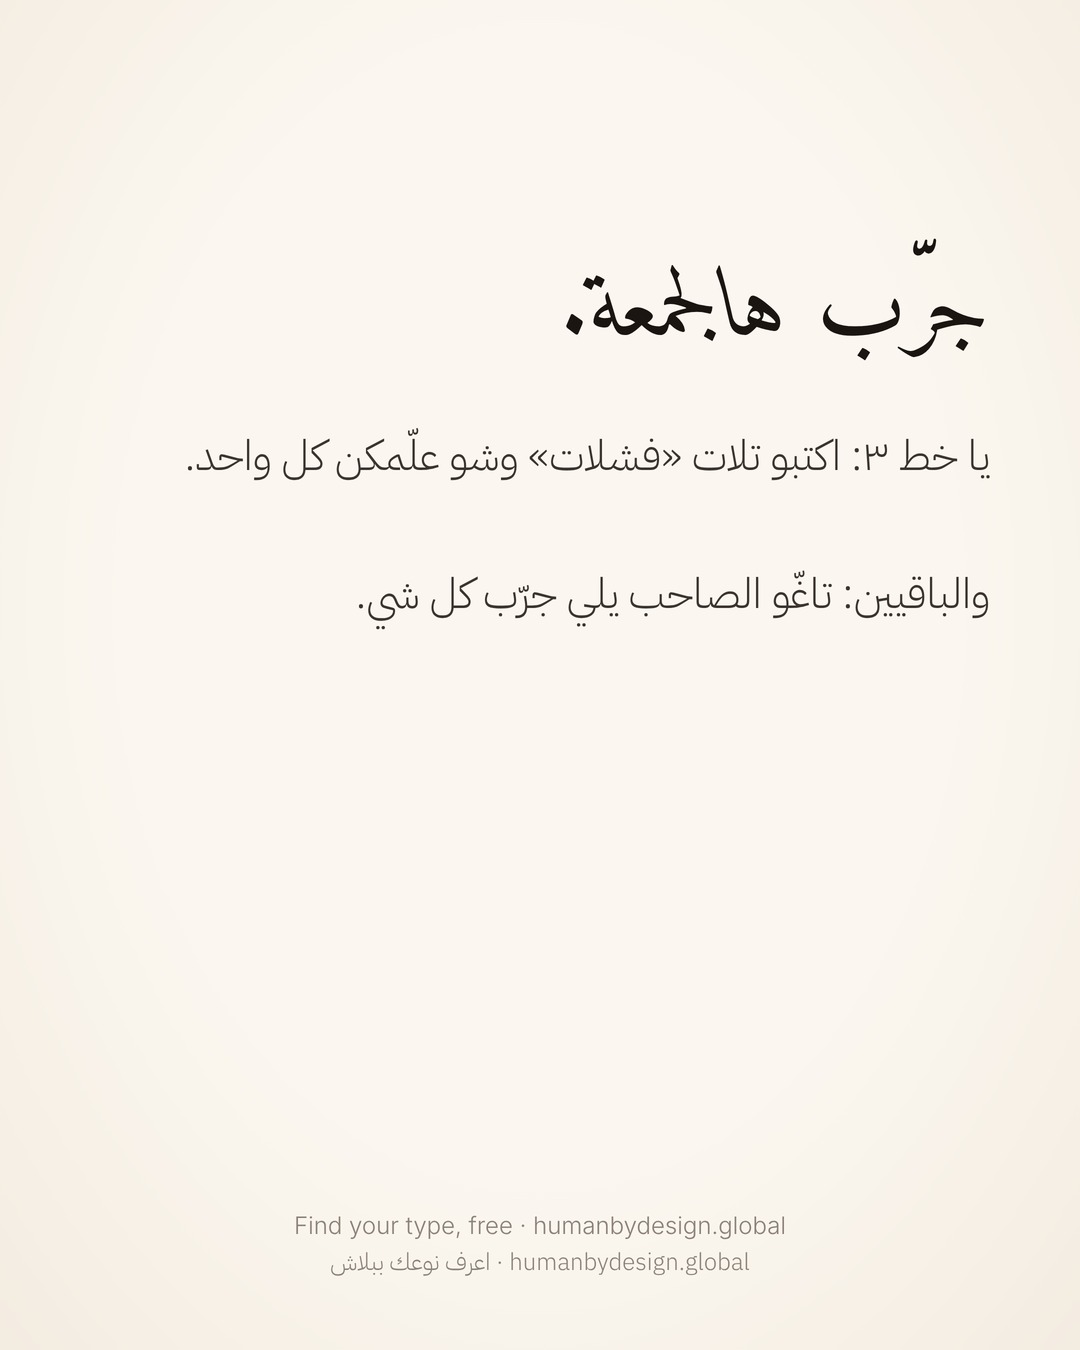 جرّب هالجمعة.
يا خط ٣: اكتبو تلات «فشلات» وشو علّمكن كل واحد.
والباقيين: تاغّو الصاحب يلي جرّب كل شي.
Find your type, free · humanbydesign.global
اعرف نوعك ببلاش · humanbydesign.global